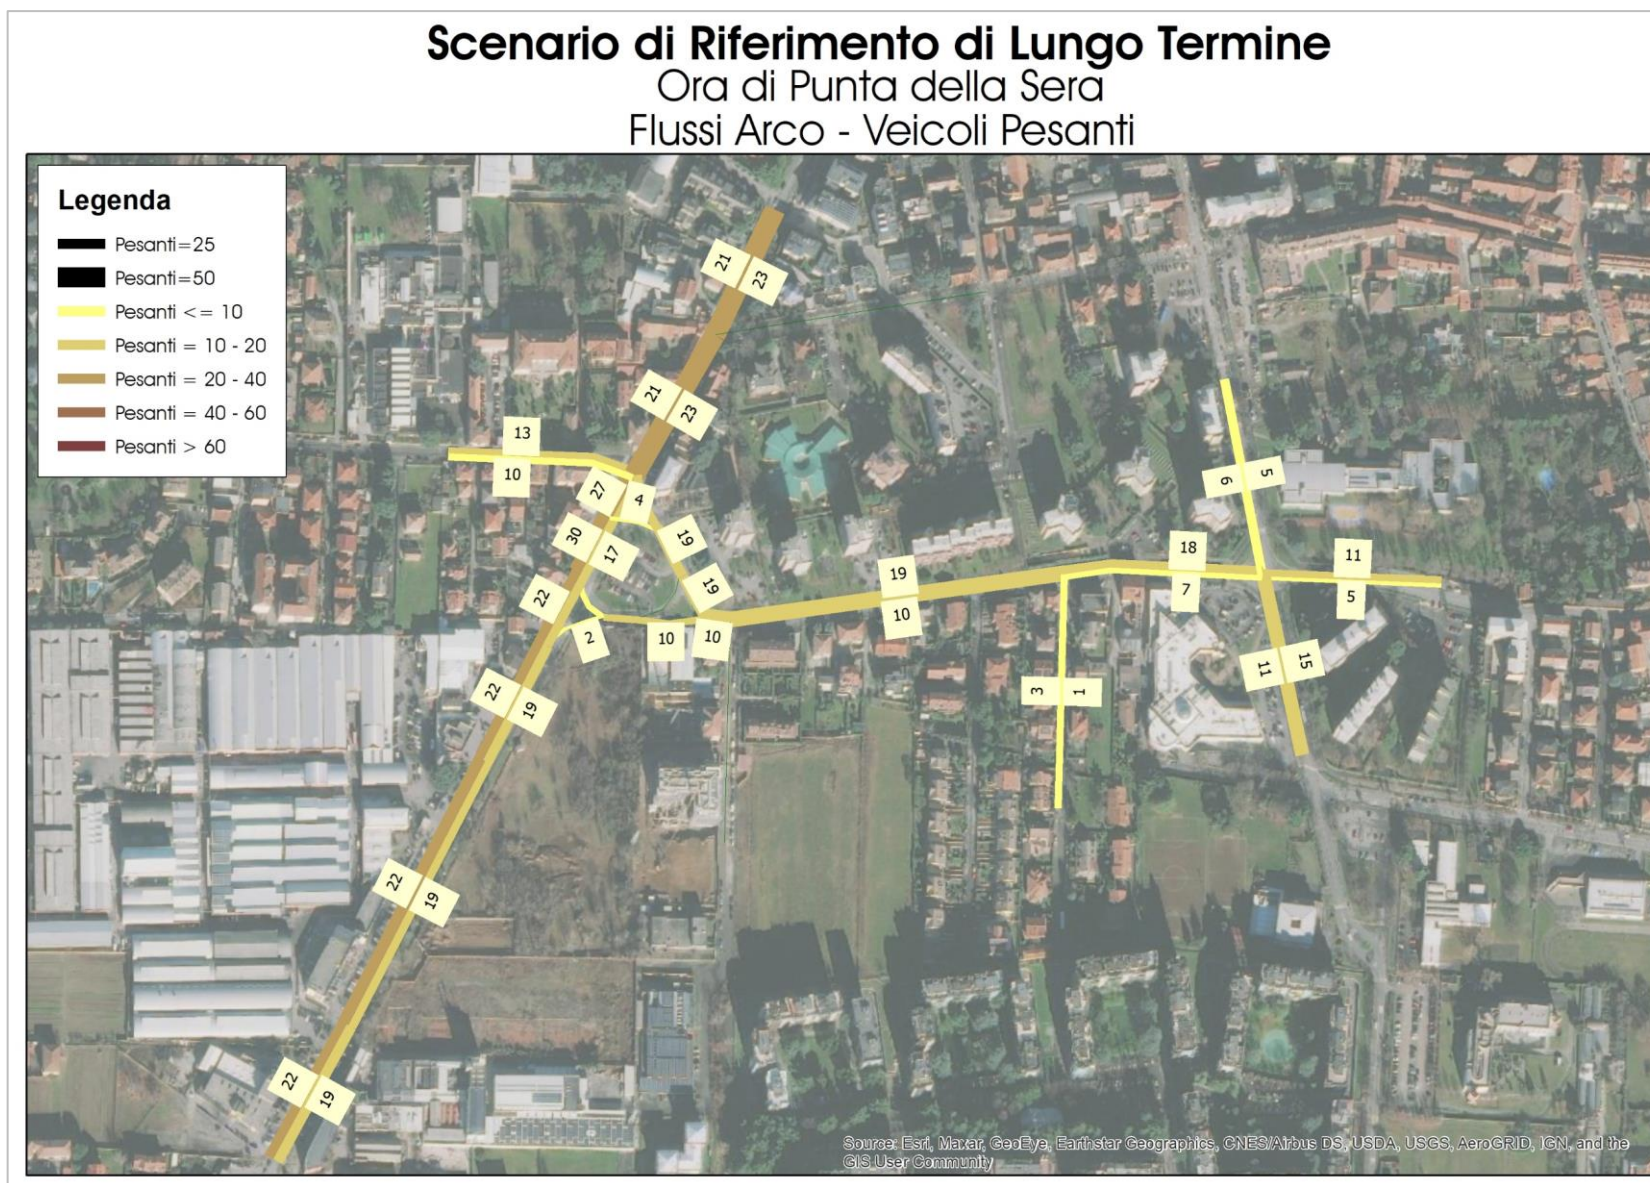 Scenario di Riferimento di Lungo Termine
Ora di Punta della Sera
Flussi Arco - Veicoli Pesanti
Legenda
Pesanti=25
Pesanti=50
Pesanti <= 10
Pesanti = 10 - 20
Pesanti = 20 - 40
Pesanti = 40 - 60
Pesanti > 60
21
23
21
23
13
10
27
4
30
17
19
19
22
2
10
10
19
10
18
7
6
5
11
5
11
15
3
1
22
19
22
19
22
19
Source: Esri, Maxar, GeoEye, Earthstar Geographics, CNES/Airbus DS, USDA, USGS, AeroGRID, IGN, and the
GIS User Community